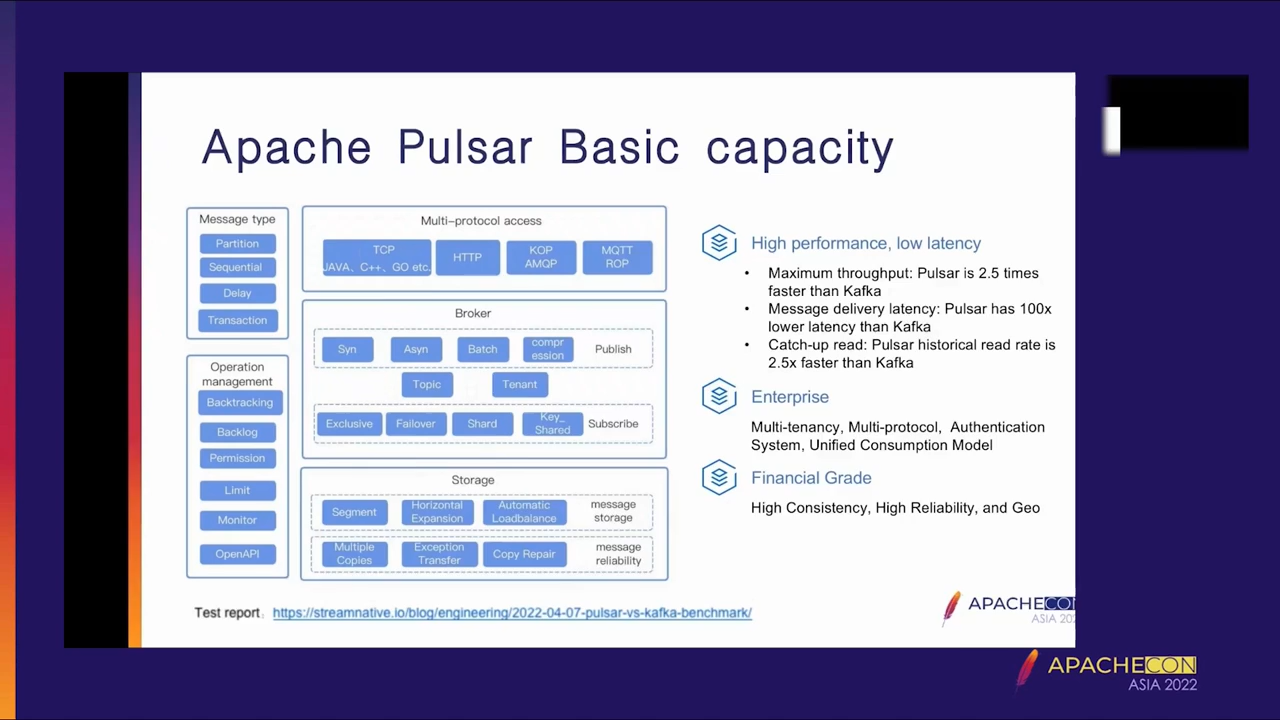 Apache Pulsar Basic capacity
Message type
Partition
Sequential
Delay
Transaction
Operation
management
Backtracking
Backlog
Permission
Limit
Monitor
OpenAPI
Multi-protocol access
TCP
JAVA、C++、GO etc.
HTTP
KOP
AMQP
MQTT
ROP
Broker
Syn
Asyn
Batch
compr
ession
Publish
Topic
Tenant
Exclusive
Failover
Shard
Key_
Shared
Subscribe
Storage
Segment
Horizontal
Expansion
Automatic
Loadbalance
message
storage
Multiple
Copies
Exception
Transfer
Copy Repair
message
reliability
High performance, low latency
• Maximum throughput: Pulsar is 2.5 times
faster than Kafka
• Message delivery latency: Pulsar has 100x
lower latency than Kafka
• Catch-up read: Pulsar historical read rate is
2.5x faster than Kafka
Enterprise
Multi-tenancy, Multi-protocol, Authentication
System, Unified Consumption Model
Financial Grade
High Consistency, High Reliability, and Geo
Test report： https://streamnative.io/blog/engineering/2022-04-07-pulsar-vs-kafka-benchmark/
APACHECON
ASIA 202
APACHECON
ASIA 2022